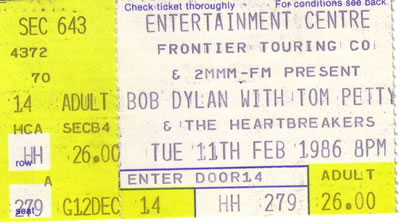 Check ticket thoroughly For conditions see back.
SEC 643
4372
70
14 ADULT
HCA SECB4
HH 26.00
row
A
279 G12DEC
seat
ENTERTAINMENT CENTRE
FRONTIER TOURING CO
& 2MMM-FM PRESENT
BOB DYLAN WITH TOM PETTY
& THE HEARTBREAKERS
TUE 11TH FEB 1986 8PM
ENTER DOOR14 ADULT
14 HH 279 26.00